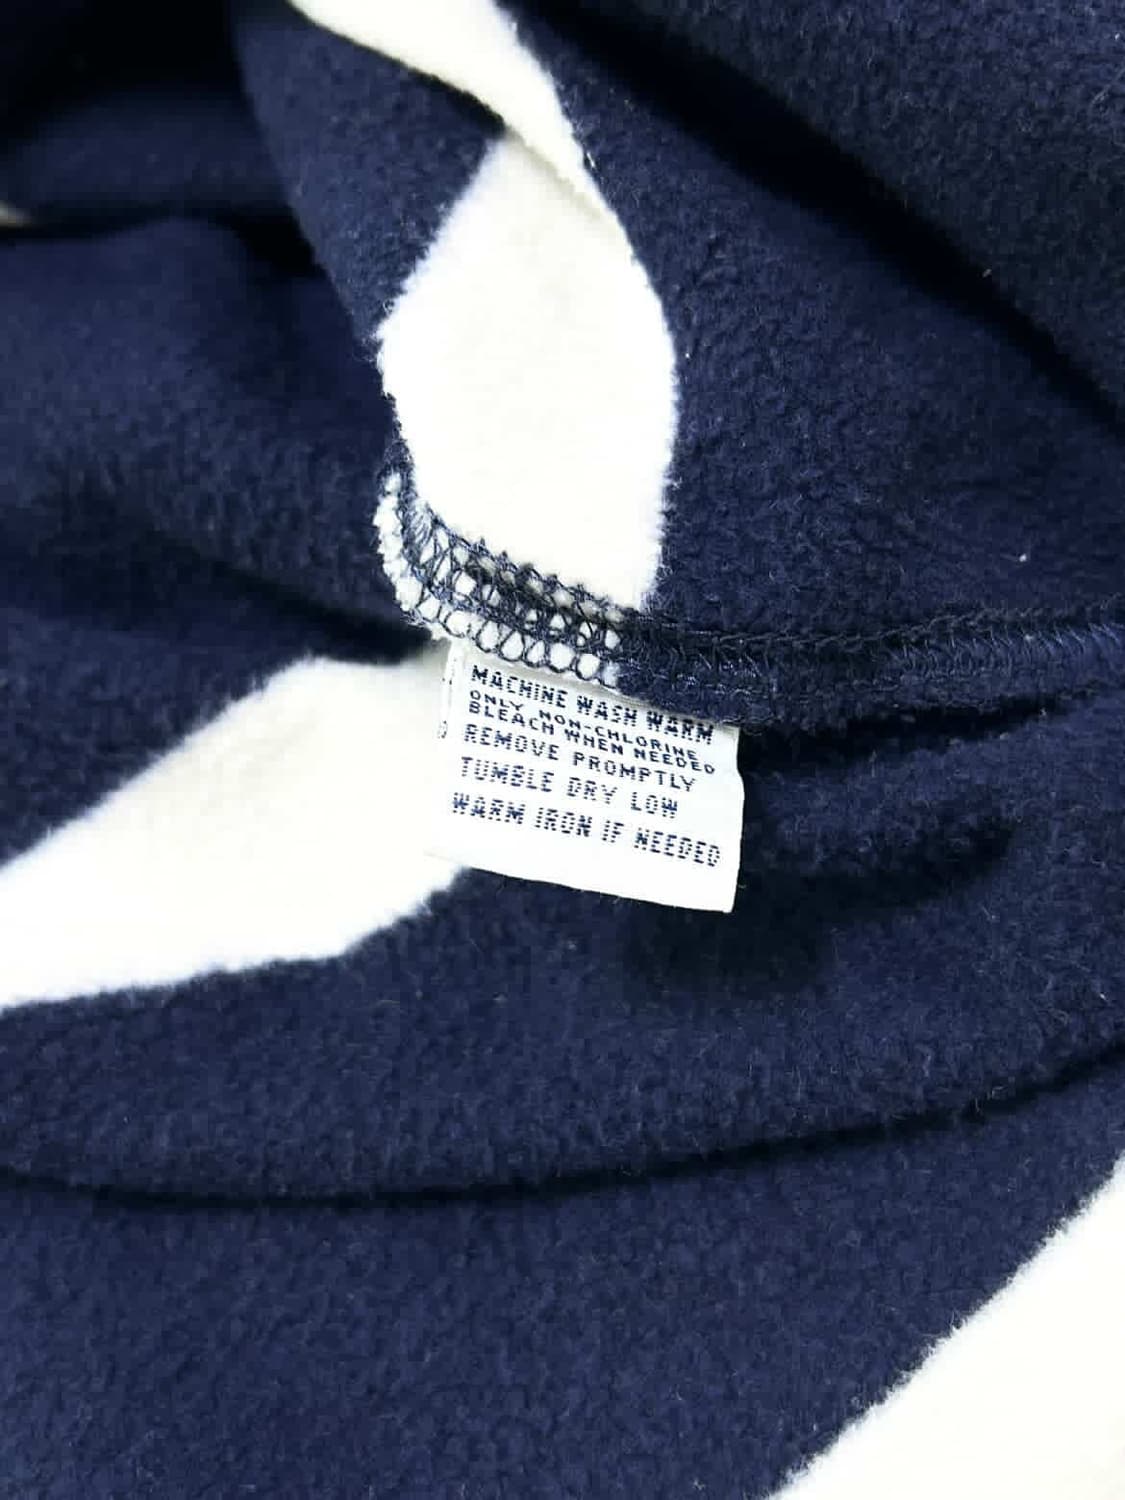 MACHINE WASH WARM
ONLY NON-CHLORINE
BLEACH WHEN NEEDED
REMOVE PROMPTLY
TUMBLE DRY LOW
WARM IRON IF NEEDED